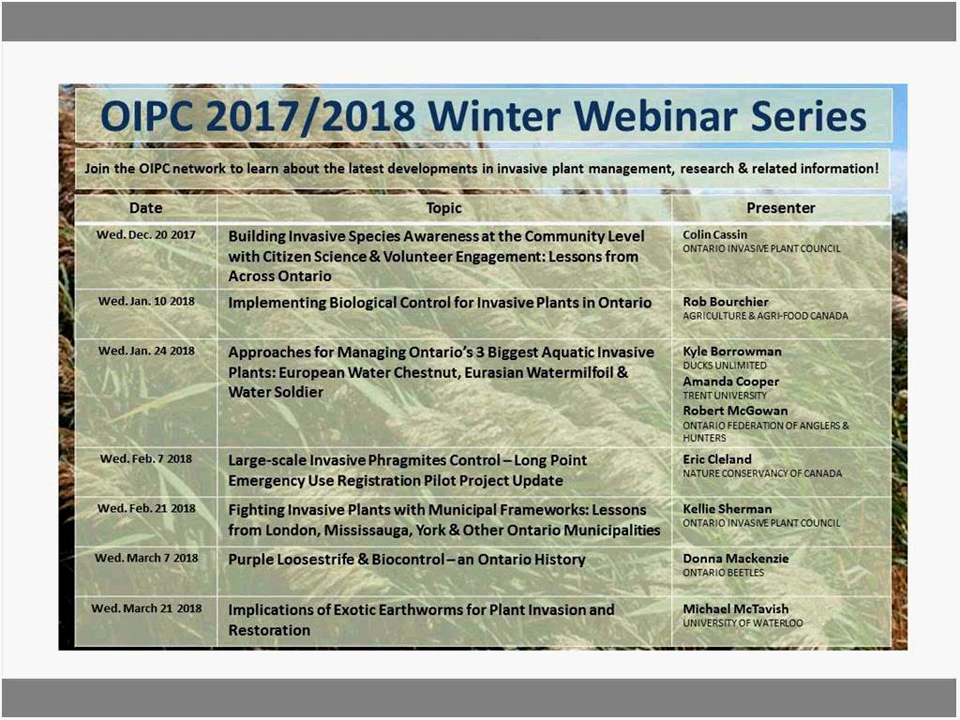 OIPC 2017/2018 Winter Webinar Series
Join the OIPC network to learn about the latest developments in invasive plant management, research & related information!
Date Topic Presenter
Wed. Dec. 20 2017 Building Invasive Species Awareness at the Community Level Colin Cassin
with Citizen Science & Volunteer Engagement: Lessons from ONTARIO INVASIVE PLANT COUNCIL
Across Ontario
Wed. Jan. 10 2018 Implementing Biological Control for Invasive Plants in Ontario Rob Bourchier
AGRICULTURE & AGRI-FOOD CANADA
Wed. Jan. 24 2018 Approaches for Managing Ontario's 3 Biggest Aquatic Invasive Kyle Borrowman
Plants: European Water Chestnut, Eurasian Watermilfoil & DUCKS UNLIMITED
Water Soldier Amanda Cooper
TRENT UNIVERSITY
Robert McGowan
ONTARIO FEDERATION OF ANGLERS &
HUNTERS
Wed. Feb. 7 2018 Large-scale Invasive Phragmites Control – Long Point Eric Cleland
Emergency Use Registration Pilot Project Update NATURE CONSERVANCY OF CANADA
Wed. Feb. 21 2018 Fighting Invasive Plants with Municipal Frameworks: Lessons Kellie Sherman
from London, Mississauga, York & Other Ontario Municipalities ONTARIO INVASIVE PLANT COUNCIL
Wed. March 7 2018 Purple Loosestrife & Biocontrol – an Ontario History Donna Mackenzie
ONTARIO BEETLES
Wed. March 21 2018 Implications of Exotic Earthworms for Plant Invasion and Michael McTavish
Restoration UNIVERSITY OF WATERLOO